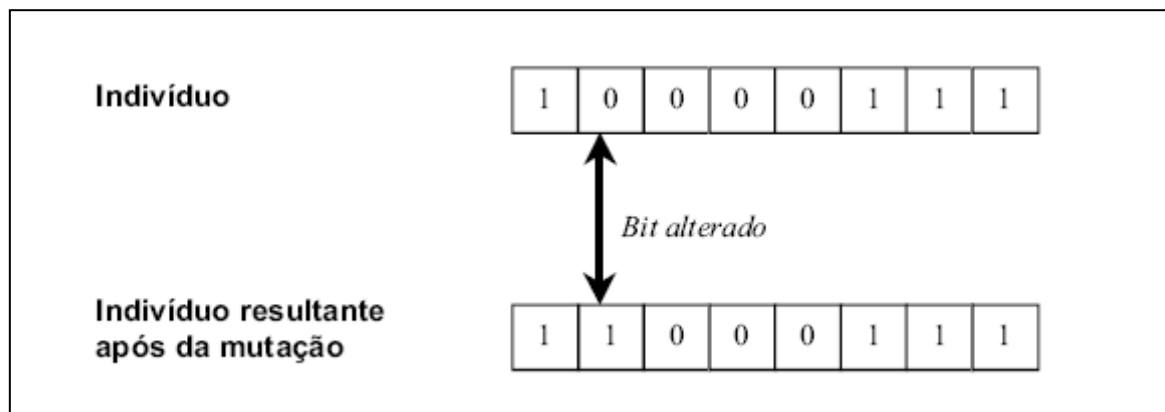 Indivíduo 1 0 0 0 0 1 1 1
Bit alterado
Indivíduo resultante
após da mutação 1 1 0 0 0 1 1 1